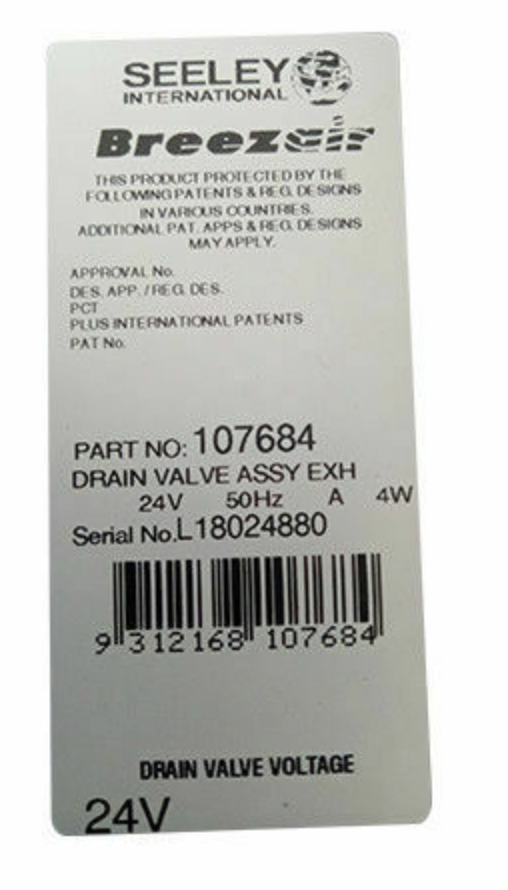 SEELEY
INTERNATIONAL
Breezair
THIS PRODUCT PROTECTED BY THE
FOLLOWING PATENTS & REG. DESIGNS
IN VARIOUS COUNTRIES.
ADDITIONAL PAT. APPS & REG. DESIGNS
MAY APPLY.
APPROVAL No.
DES. APP. / REG. DES.
PCT
PLUS INTERNATIONAL PATENTS
PAT No.
PART NO: 107684
DRAIN VALVE ASSY EXH
24V 50Hz A 4W
Serial No.L18024880
9 312168 107684
DRAIN VALVE VOLTAGE
24V